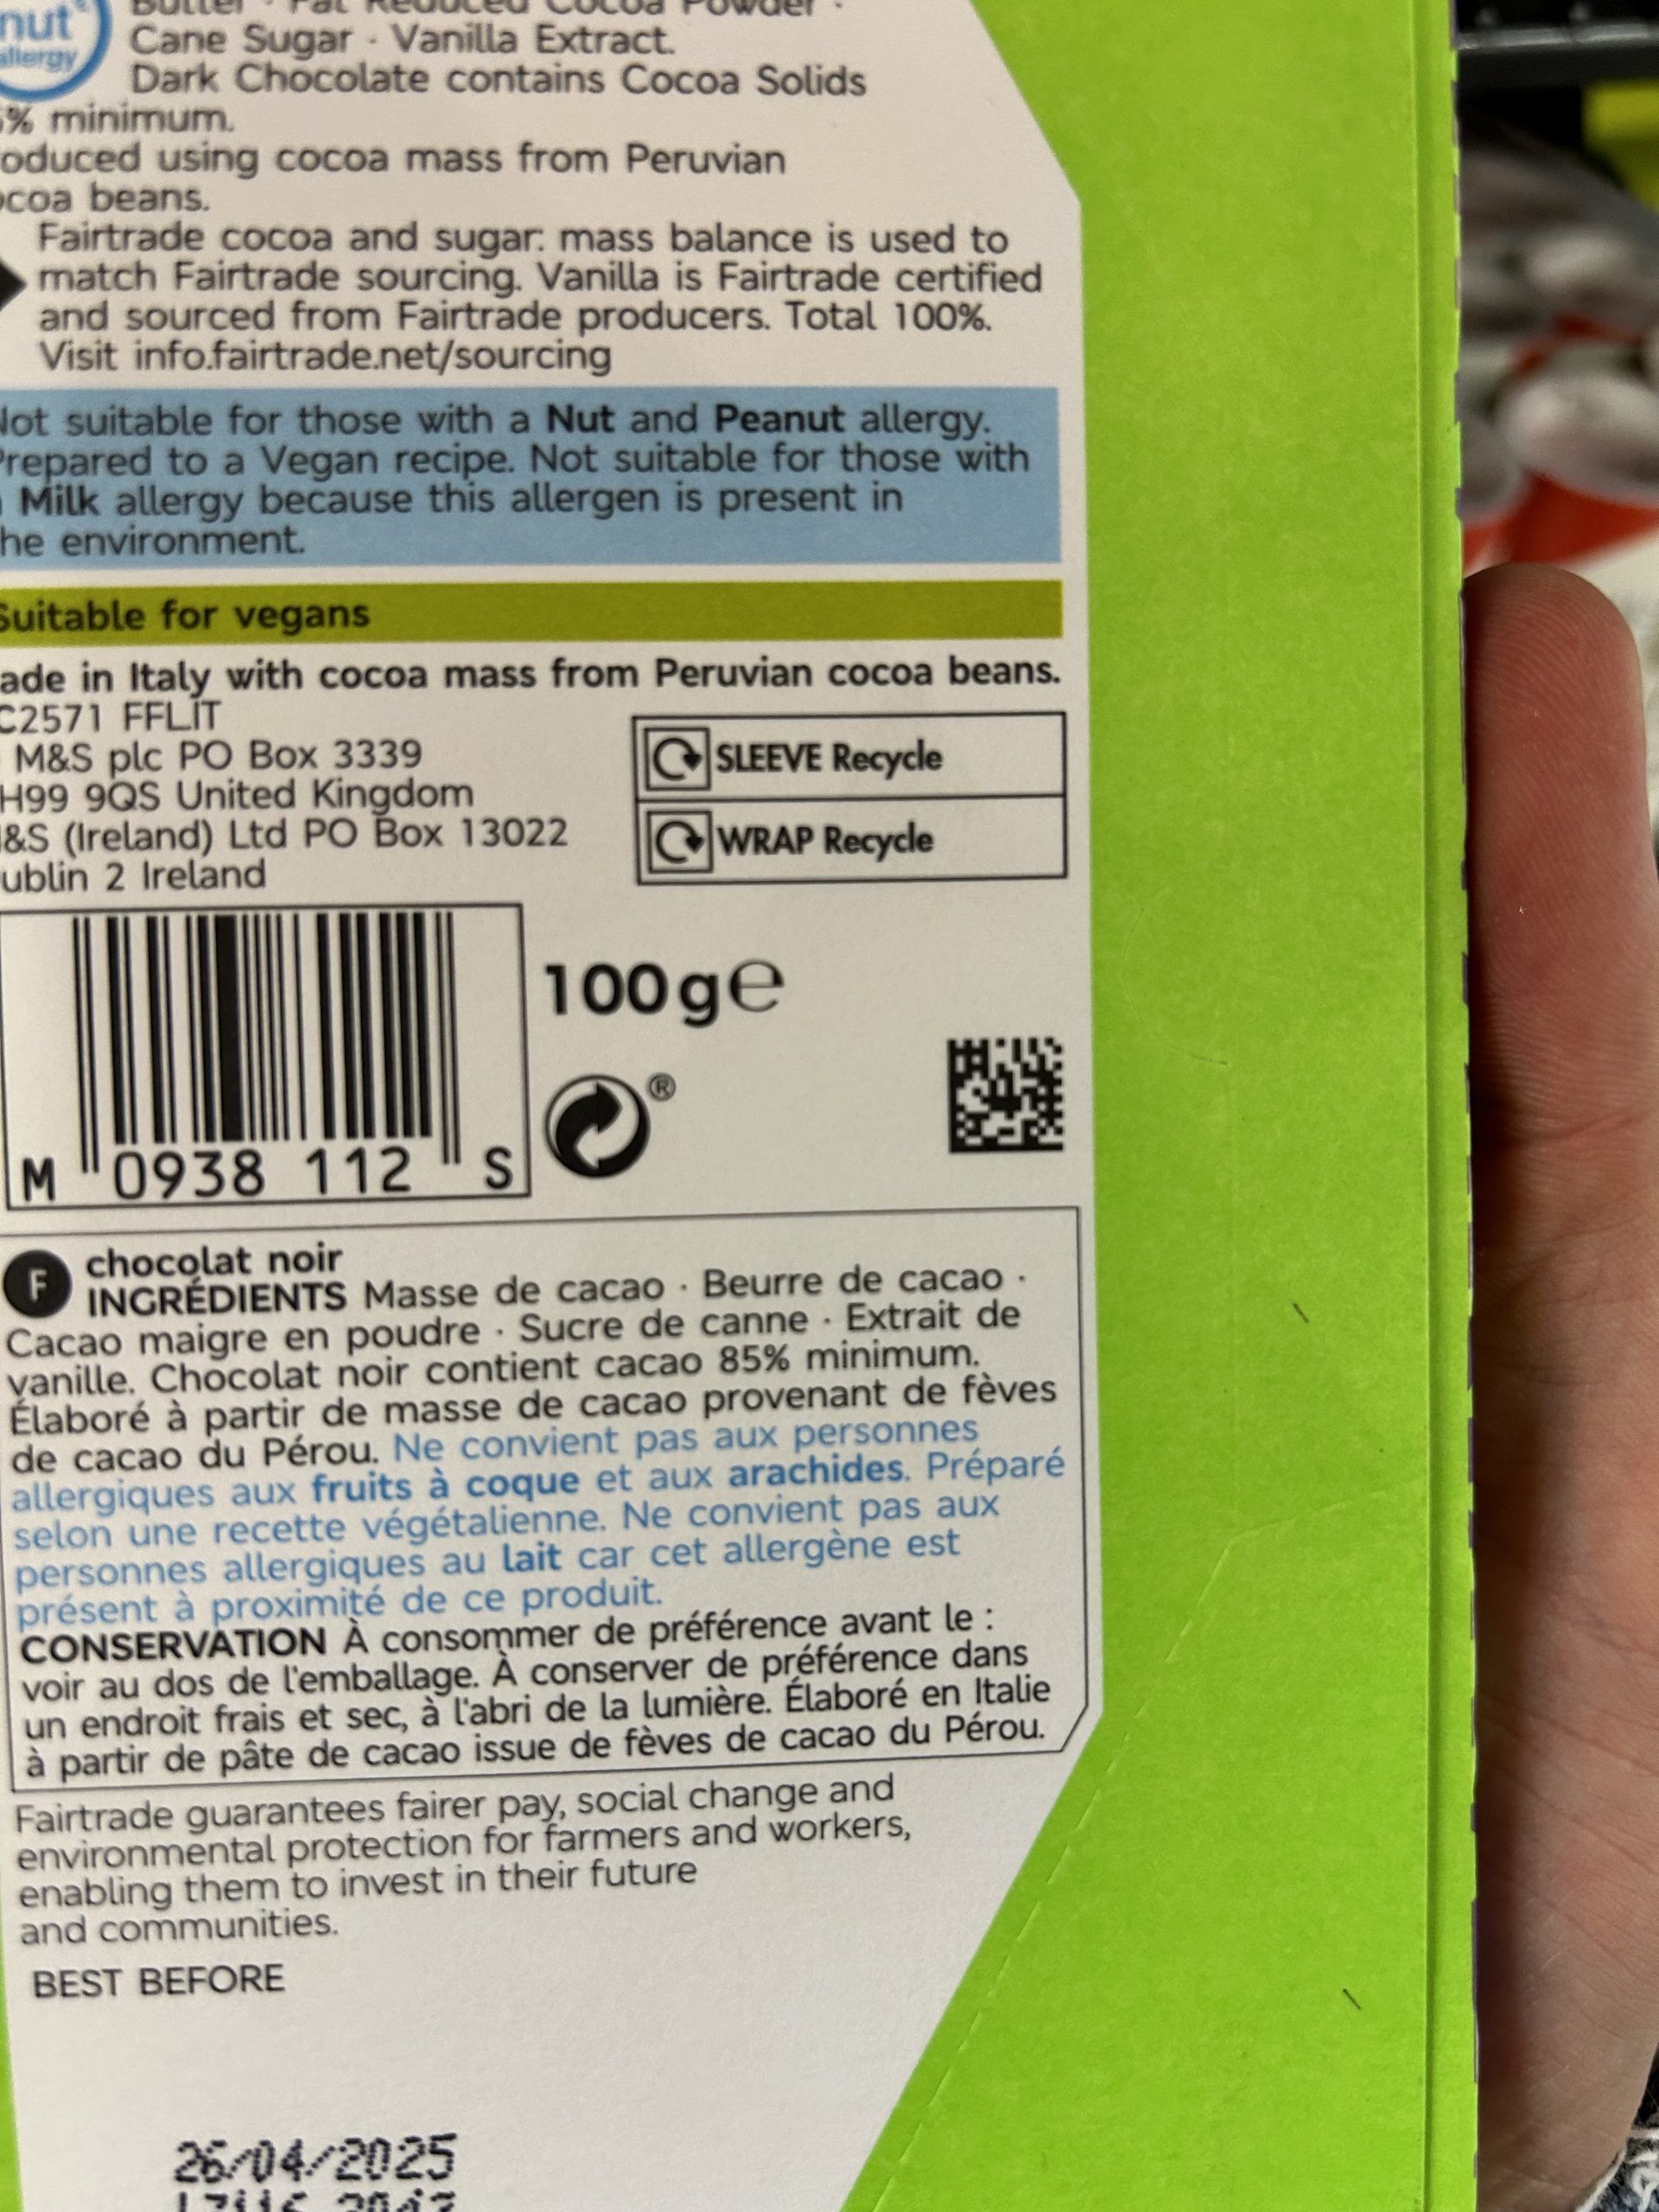 nut
allergy
Butter · Fat Reduced Cocoa Powder ·
Cane Sugar · Vanilla Extract.
Dark Chocolate contains Cocoa Solids
% minimum.
oduced using cocoa mass from Peruvian
coa beans.
Fairtrade cocoa and sugar: mass balance is used to
match Fairtrade sourcing. Vanilla is Fairtrade certified
and sourced from Fairtrade producers. Total 100%.
Visit info.fairtrade.net/sourcing
Not suitable for those with a Nut and Peanut allergy.
Prepared to a Vegan recipe. Not suitable for those with
Milk allergy because this allergen is present in
he environment.
Suitable for vegans
ade in Italy with cocoa mass from Peruvian cocoa beans.
C2571 FFLIT
M&S plc PO Box 3339
H99 9QS United Kingdom
&S (Ireland) Ltd PO Box 13022
ublin 2 Ireland
SLEEVE Recycle
WRAP Recycle
100g e
®
M 0938 112 S
F chocolat noir
INGRÉDIENTS Masse de cacao · Beurre de cacao ·
Cacao maigre en poudre · Sucre de canne · Extrait de
vanille. Chocolat noir contient cacao 85% minimum.
Élaboré à partir de masse de cacao provenant de fèves
de cacao du Pérou. Ne convient pas aux personnes
allergiques aux fruits à coque et aux arachides. Préparé
selon une recette végétalienne. Ne convient pas aux
personnes allergiques au lait car cet allergène est
présent à proximité de ce produit.
CONSERVATION À consommer de préférence avant le :
voir au dos de l'emballage. À conserver de préférence dans
un endroit frais et sec, à l'abri de la lumière. Élaboré en Italie
à partir de pâte de cacao issue de fèves de cacao du Pérou.
Fairtrade guarantees fairer pay, social change and
environmental protection for farmers and workers,
enabling them to invest in their future
and communities.
BEST BEFORE
26/04/2025